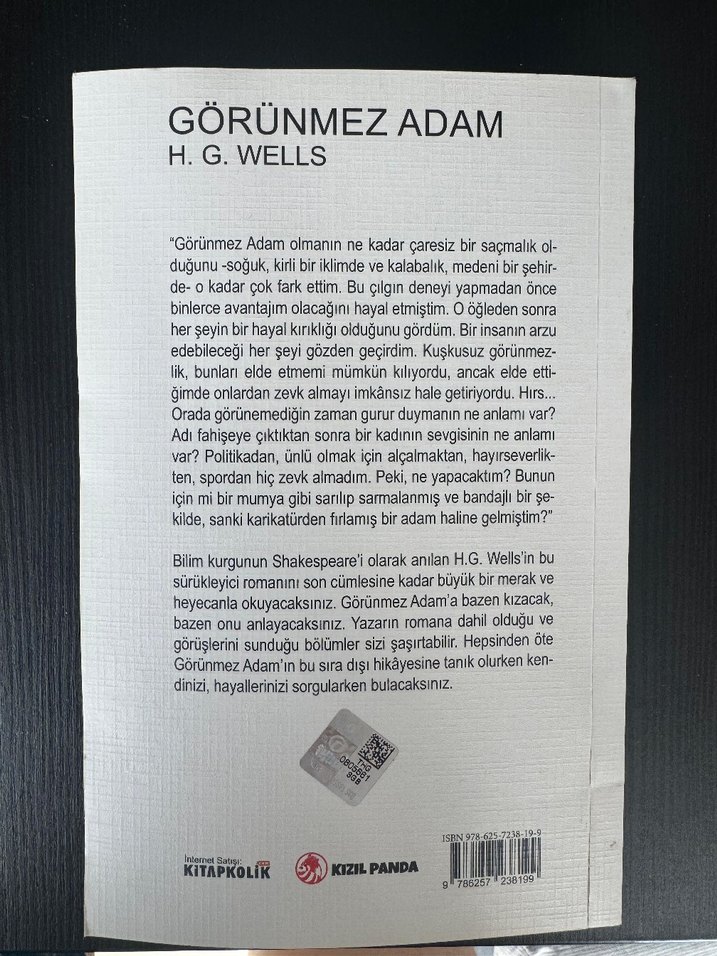 GÖRÜNMEZ ADAM
H. G. WELLS
“Görünmez Adam olmanın ne kadar çaresiz bir saçmalık ol-
duğunu -soğuk, kirli bir iklimde ve kalabalık, medeni bir şehir-
de- o kadar çok fark ettim. Bu çılgın deneyi yapmadan önce
binlerce avantajım olacağını hayal etmiştim. O öğleden sonra
her şeyin bir hayal kırıklığı olduğunu gördüm. Bir insanın arzu
edebileceği her şeyi gözden geçirdim. Kuşkusuz görünmez-
lik, bunları elde etmemi mümkün kılıyordu, ancak elde etti-
ğimde onlardan zevk almayı imkânsız hale getiriyordu. Hırs...
Orada görünemediğin zaman gurur duymanın ne anlamı var?
Adı fahişeye çıktıktan sonra bir kadının sevgisinin ne anlamı
var? Politikadan, ünlü olmak için alçalmaktan, hayırseverlik-
ten, spordan hiç zevk almadım. Peki, ne yapacaktım? Bunun
için mi bir mumya gibi sarılıp sarmalanmış ve bandajlı bir şe-
kilde, sanki karikatürden fırlamış bir adam haline gelmiştim?”
Bilim kurgunun Shakespeare’i olarak anılan H.G. Wells’in bu
sürükleyici romanını son cümlesine kadar büyük bir merak ve
heyecanla okuyacaksınız. Görünmez Adam’a bazen kızacak,
bazen onu anlayacaksınız. Yazarın romana dahil olduğu ve
görüşlerini sunduğu bölümler sizi şaşırtabilir. Hepsinden öte
Görünmez Adam’ın bu sıra dışı hikâyesine tanık olurken ken-
dinizi, hayallerinizi sorgularken bulacaksınız.
THG
0805691
İnternet Satışı:
KİTAPKOLİK
KIZIL PANDA
ISBN 978-625-7238-19-9
9 786257 238199